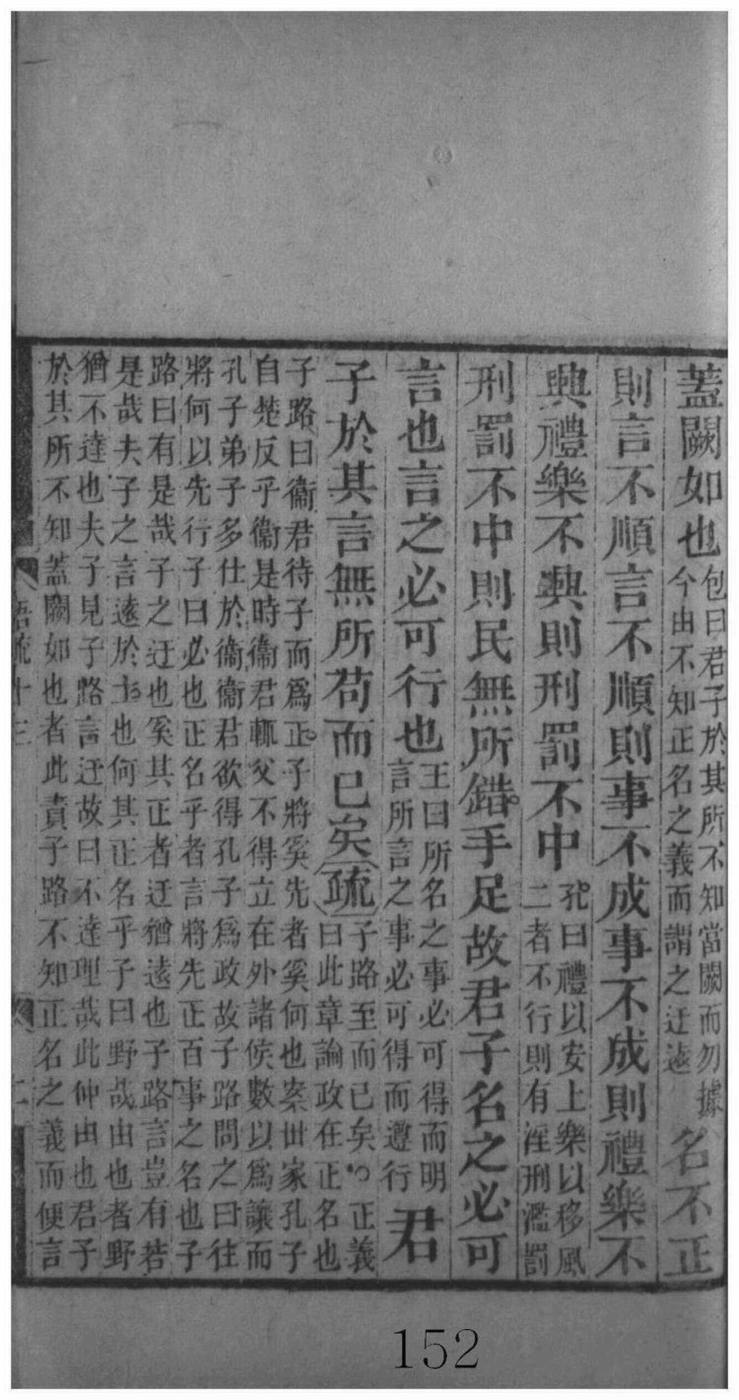 蓋闕如也包曰君子於其所不知當闕而勿據今由不知正名之義而謂之迂遠名不正
則言不順言不順則事不成事不成則禮樂不
興禮樂不興則刑罰不中孔曰禮以安上樂以移風二者不行則有淫刑濫罰
刑罰不中則民無所錯手足故君子名之必可
言也言之必可行也王曰所名之事必可得而明言所言之事必可得而遵行君
子於其言無所苟而已矣疏子路至而已矣○正義曰此章論政在正名也
子路曰衞君待子而為正子將奚先者奚何也案世家孔子
自楚反乎衞是時衞君輒父不得立在外諸侯數以為讓而
孔子弟子多仕於衞衞君欲得孔子為政故子路問之曰往
將何以先行子曰必也正名乎者言將先正百事之名也子
路曰有是哉子之迂也奚其正者迂猶遠也子路言豈有若
是哉夫子之言遠於士也何其正名乎子曰野哉由也者野
猶不達也夫子見子路言迂故曰不達理哉此仲由也君子
於其所不知蓋闕如也者此責子路不知正名之義而便言
語疏十三
二
152